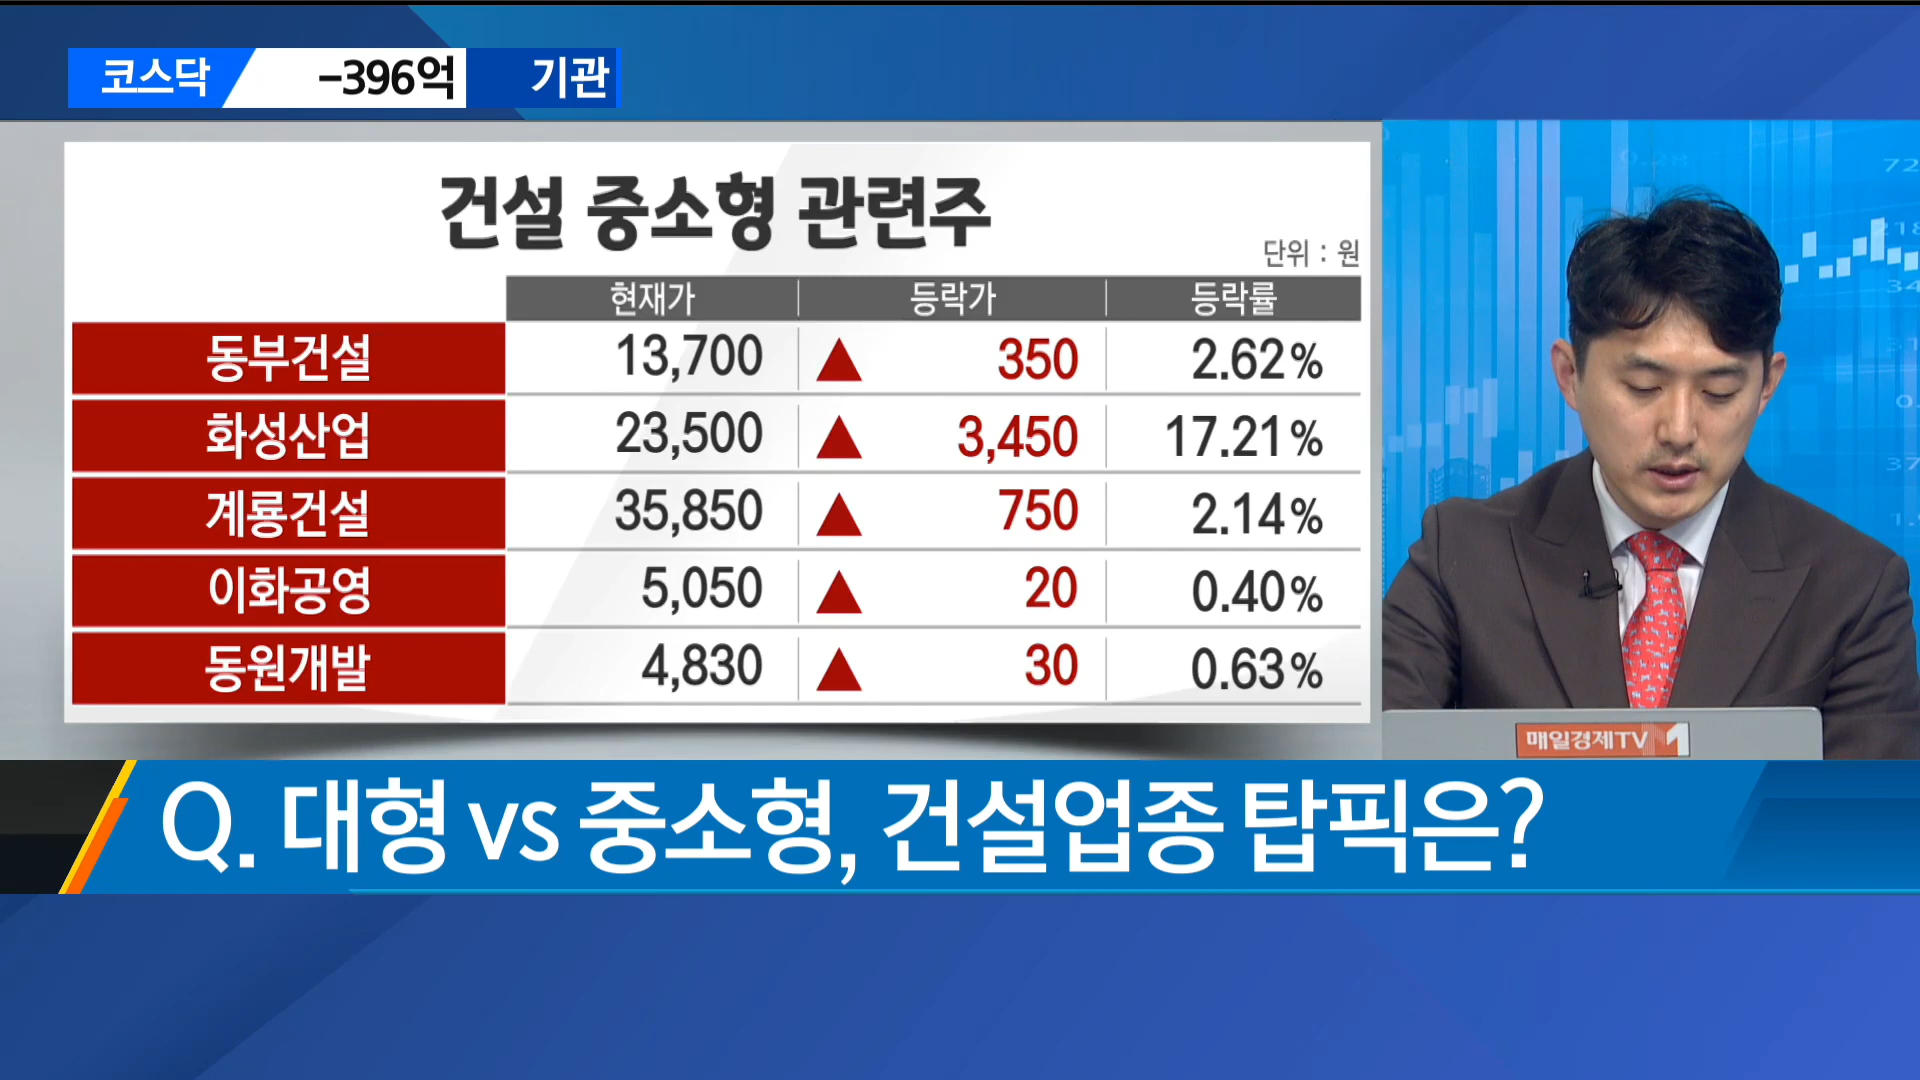 코스닥 -396억 기관
건설 중소형 관련주
단위 : 원
현재가 등락가 등락률
동부건설 13,700 ▲ 350 2.62%
화성산업 23,500 ▲ 3,450 17.21%
계룡건설 35,850 ▲ 750 2.14%
이화공영 5,050 ▲ 20 0.40%
동원개발 4,830 ▲ 30 0.63%
매일경제TV 1
Q. 대형 vs 중소형, 건설업종 탑픽은?